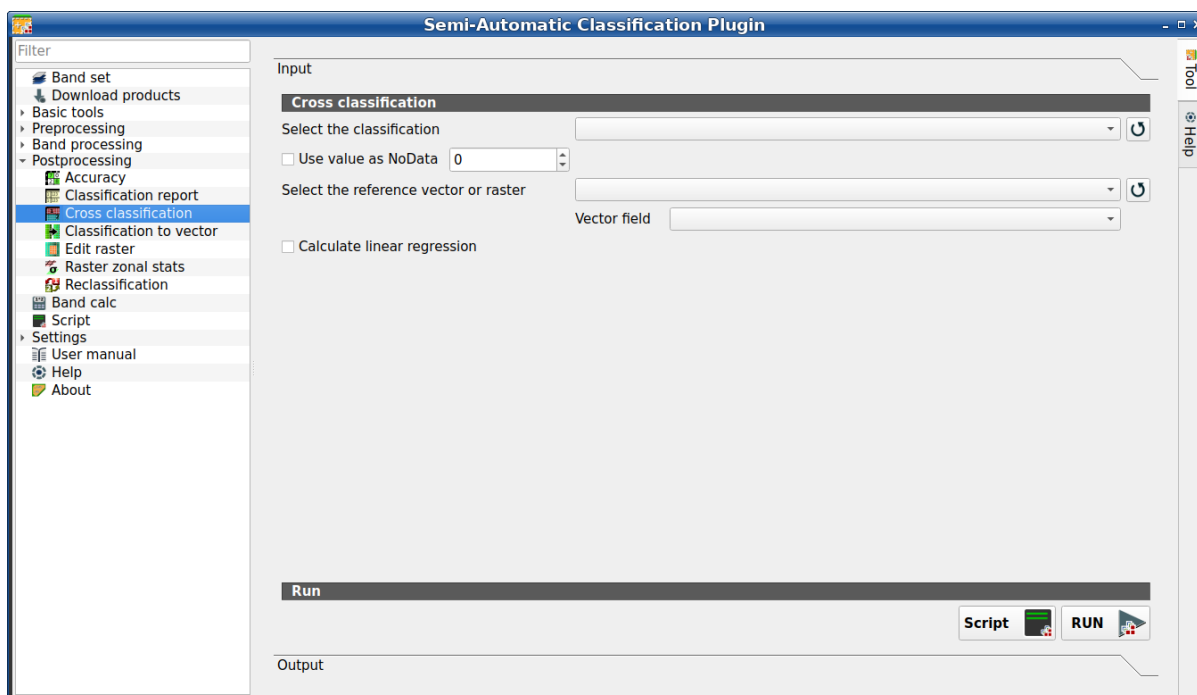 Semi-Automatic Classification Plugin
Filter
Band set
Download products
Basic tools
Preprocessing
Band processing
Postprocessing
Accuracy
Classification report
Cross classification
Classification to vector
Edit raster
Raster zonal stats
Reclassification
Band calc
Script
Settings
User manual
Help
About
Input
Cross classification
Select the classification
Use value as NoData 0
Select the reference vector or raster
Vector field
Calculate linear regression
Run
Script RUN
Output
Tool
Help